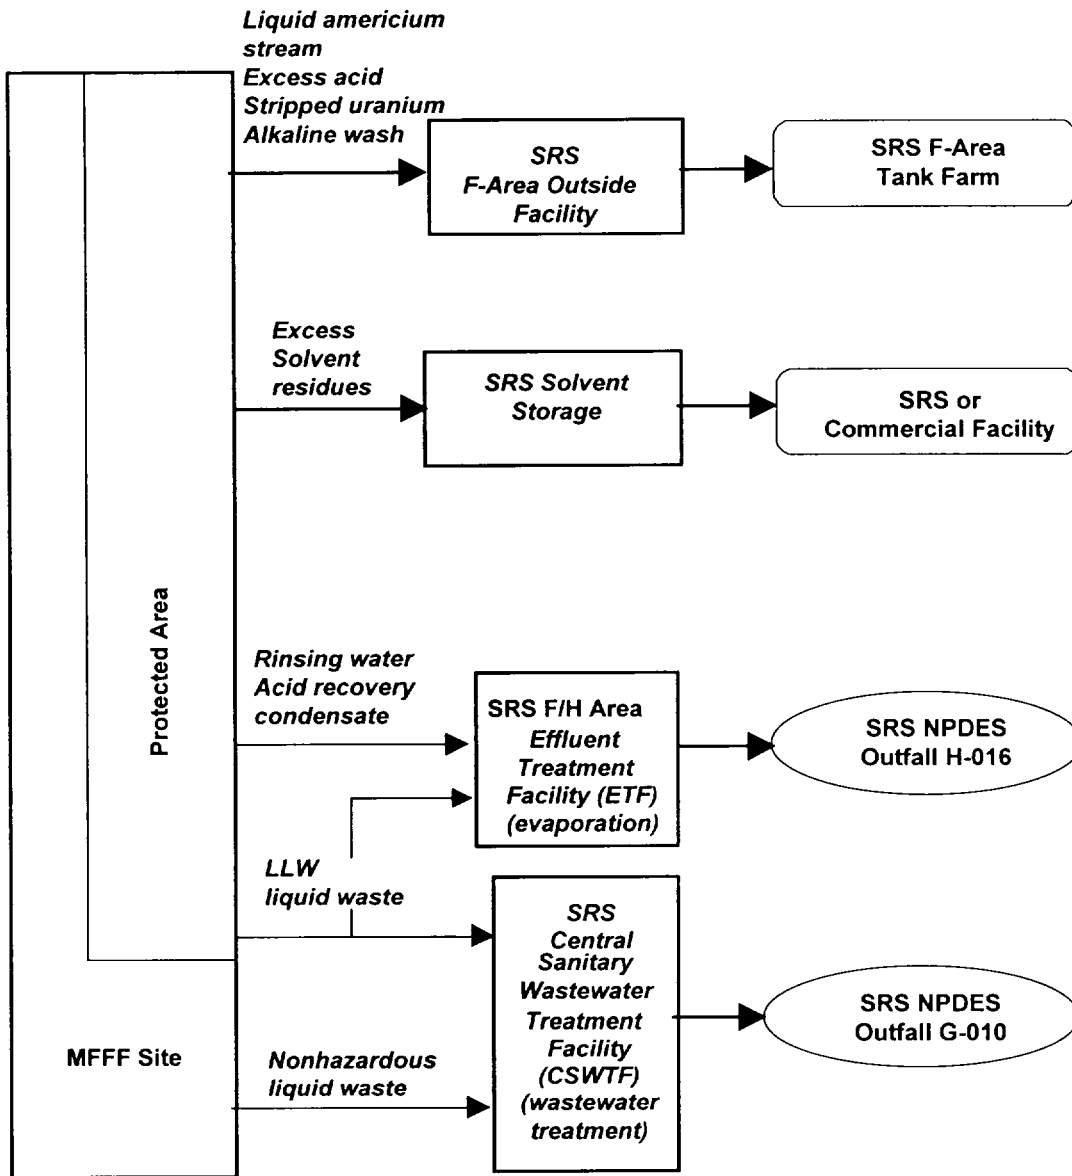 Liquid americium
stream
Excess acid
Stripped uranium
Alkaline wash
SRS
F-Area Outside
Facility
SRS F-Area
Tank Farm
Excess
Solvent
residues
SRS Solvent
Storage
SRS or
Commercial Facility
Protected Area
Rinsing water
Acid recovery
condensate
SRS F/H Area
Effluent
Treatment
Facility (ETF)
(evaporation)
SRS NPDES
Outfall H-016
LLW
liquid waste
SRS
Central
Sanitary
Wastewater
Treatment
Facility
(CSWTF)
(wastewater
treatment)
SRS NPDES
Outfall G-010
MFFF Site
Nonhazardous
liquid waste